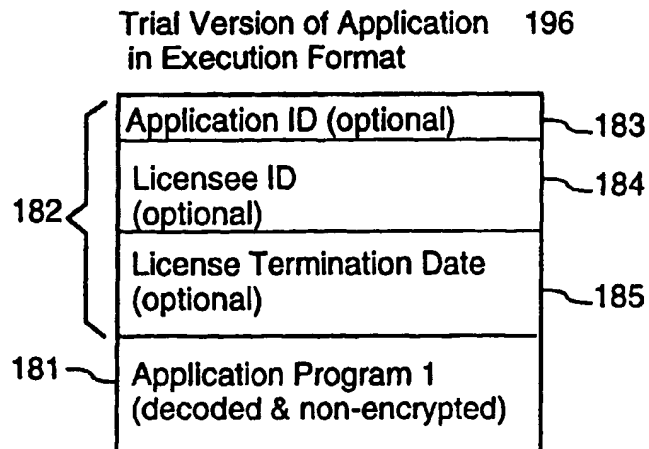 Trial Version of Application 196
in Execution Format
Application ID (optional)
183
Licensee ID
(optional)
184
182
License Termination Date
(optional)
185
181
Application Program 1
(decoded & non-encrypted)